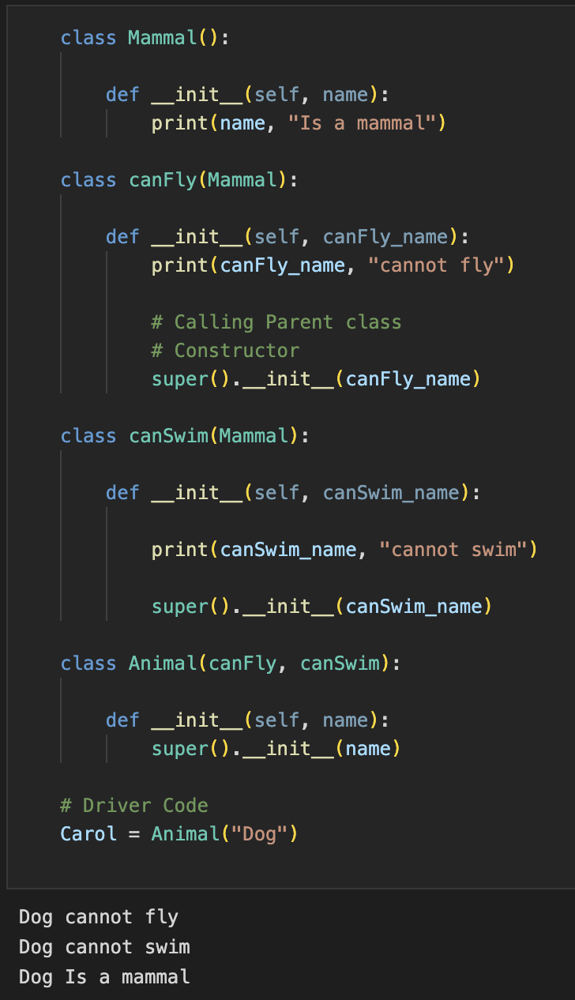 class Mammal():
def __init__(self, name):
print(name, "Is a mammal")
class canFly(Mammal):
def __init__(self, canFly_name):
print(canFly_name, "cannot fly")
# Calling Parent class
# Constructor
super().__init__(canFly_name)
class canSwim(Mammal):
def __init__(self, canSwim_name):
print(canSwim_name, "cannot swim")
super().__init__(canSwim_name)
class Animal(canFly, canSwim):
def __init__(self, name):
super().__init__(name)
# Driver Code
Carol = Animal("Dog")
Dog cannot fly
Dog cannot swim
Dog Is a mammal